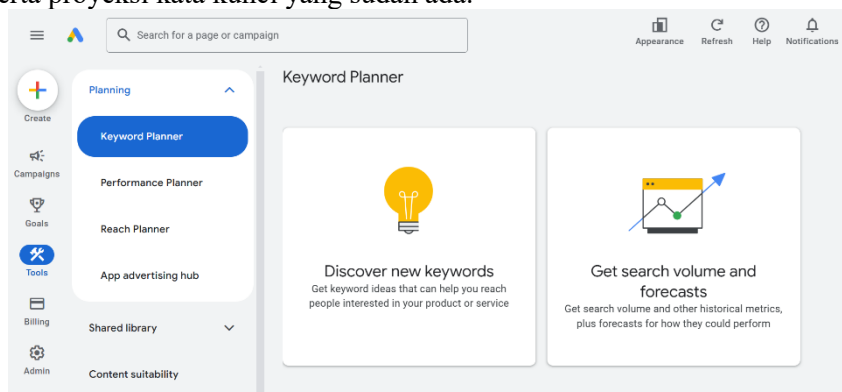 erta proyeksi kata kunci yang sudah ada.
Search for a page or campaign
Appearance
Refresh
Help
Notifications
Create
Campaigns
Goals
Tools
Billing
Admin
Planning
Keyword Planner
Performance Planner
Reach Planner
App advertising hub
Shared library
Content suitability
Keyword Planner
Discover new keywords
Get keyword ideas that can help you reach
people interested in your product or service
Get search volume and
forecasts
Get search volume and other historical metrics,
plus forecasts for how they could perform